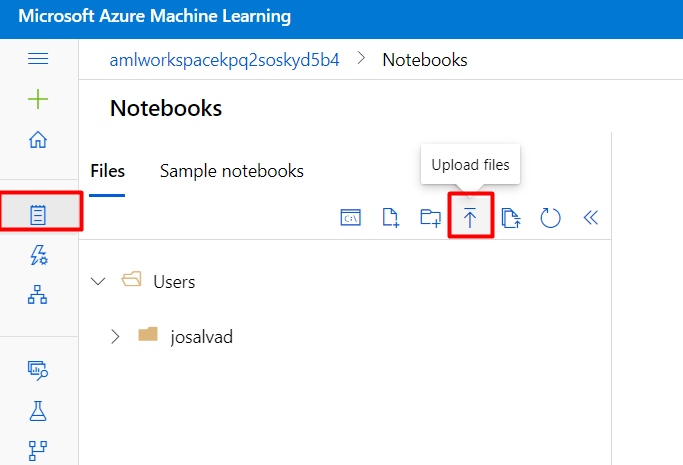 Microsoft Azure Machine Learning
amlworkspacekpq2soskyd5b4 > Notebooks
Notebooks
Files Sample notebooks
Upload files
C:\
Users
josalvad